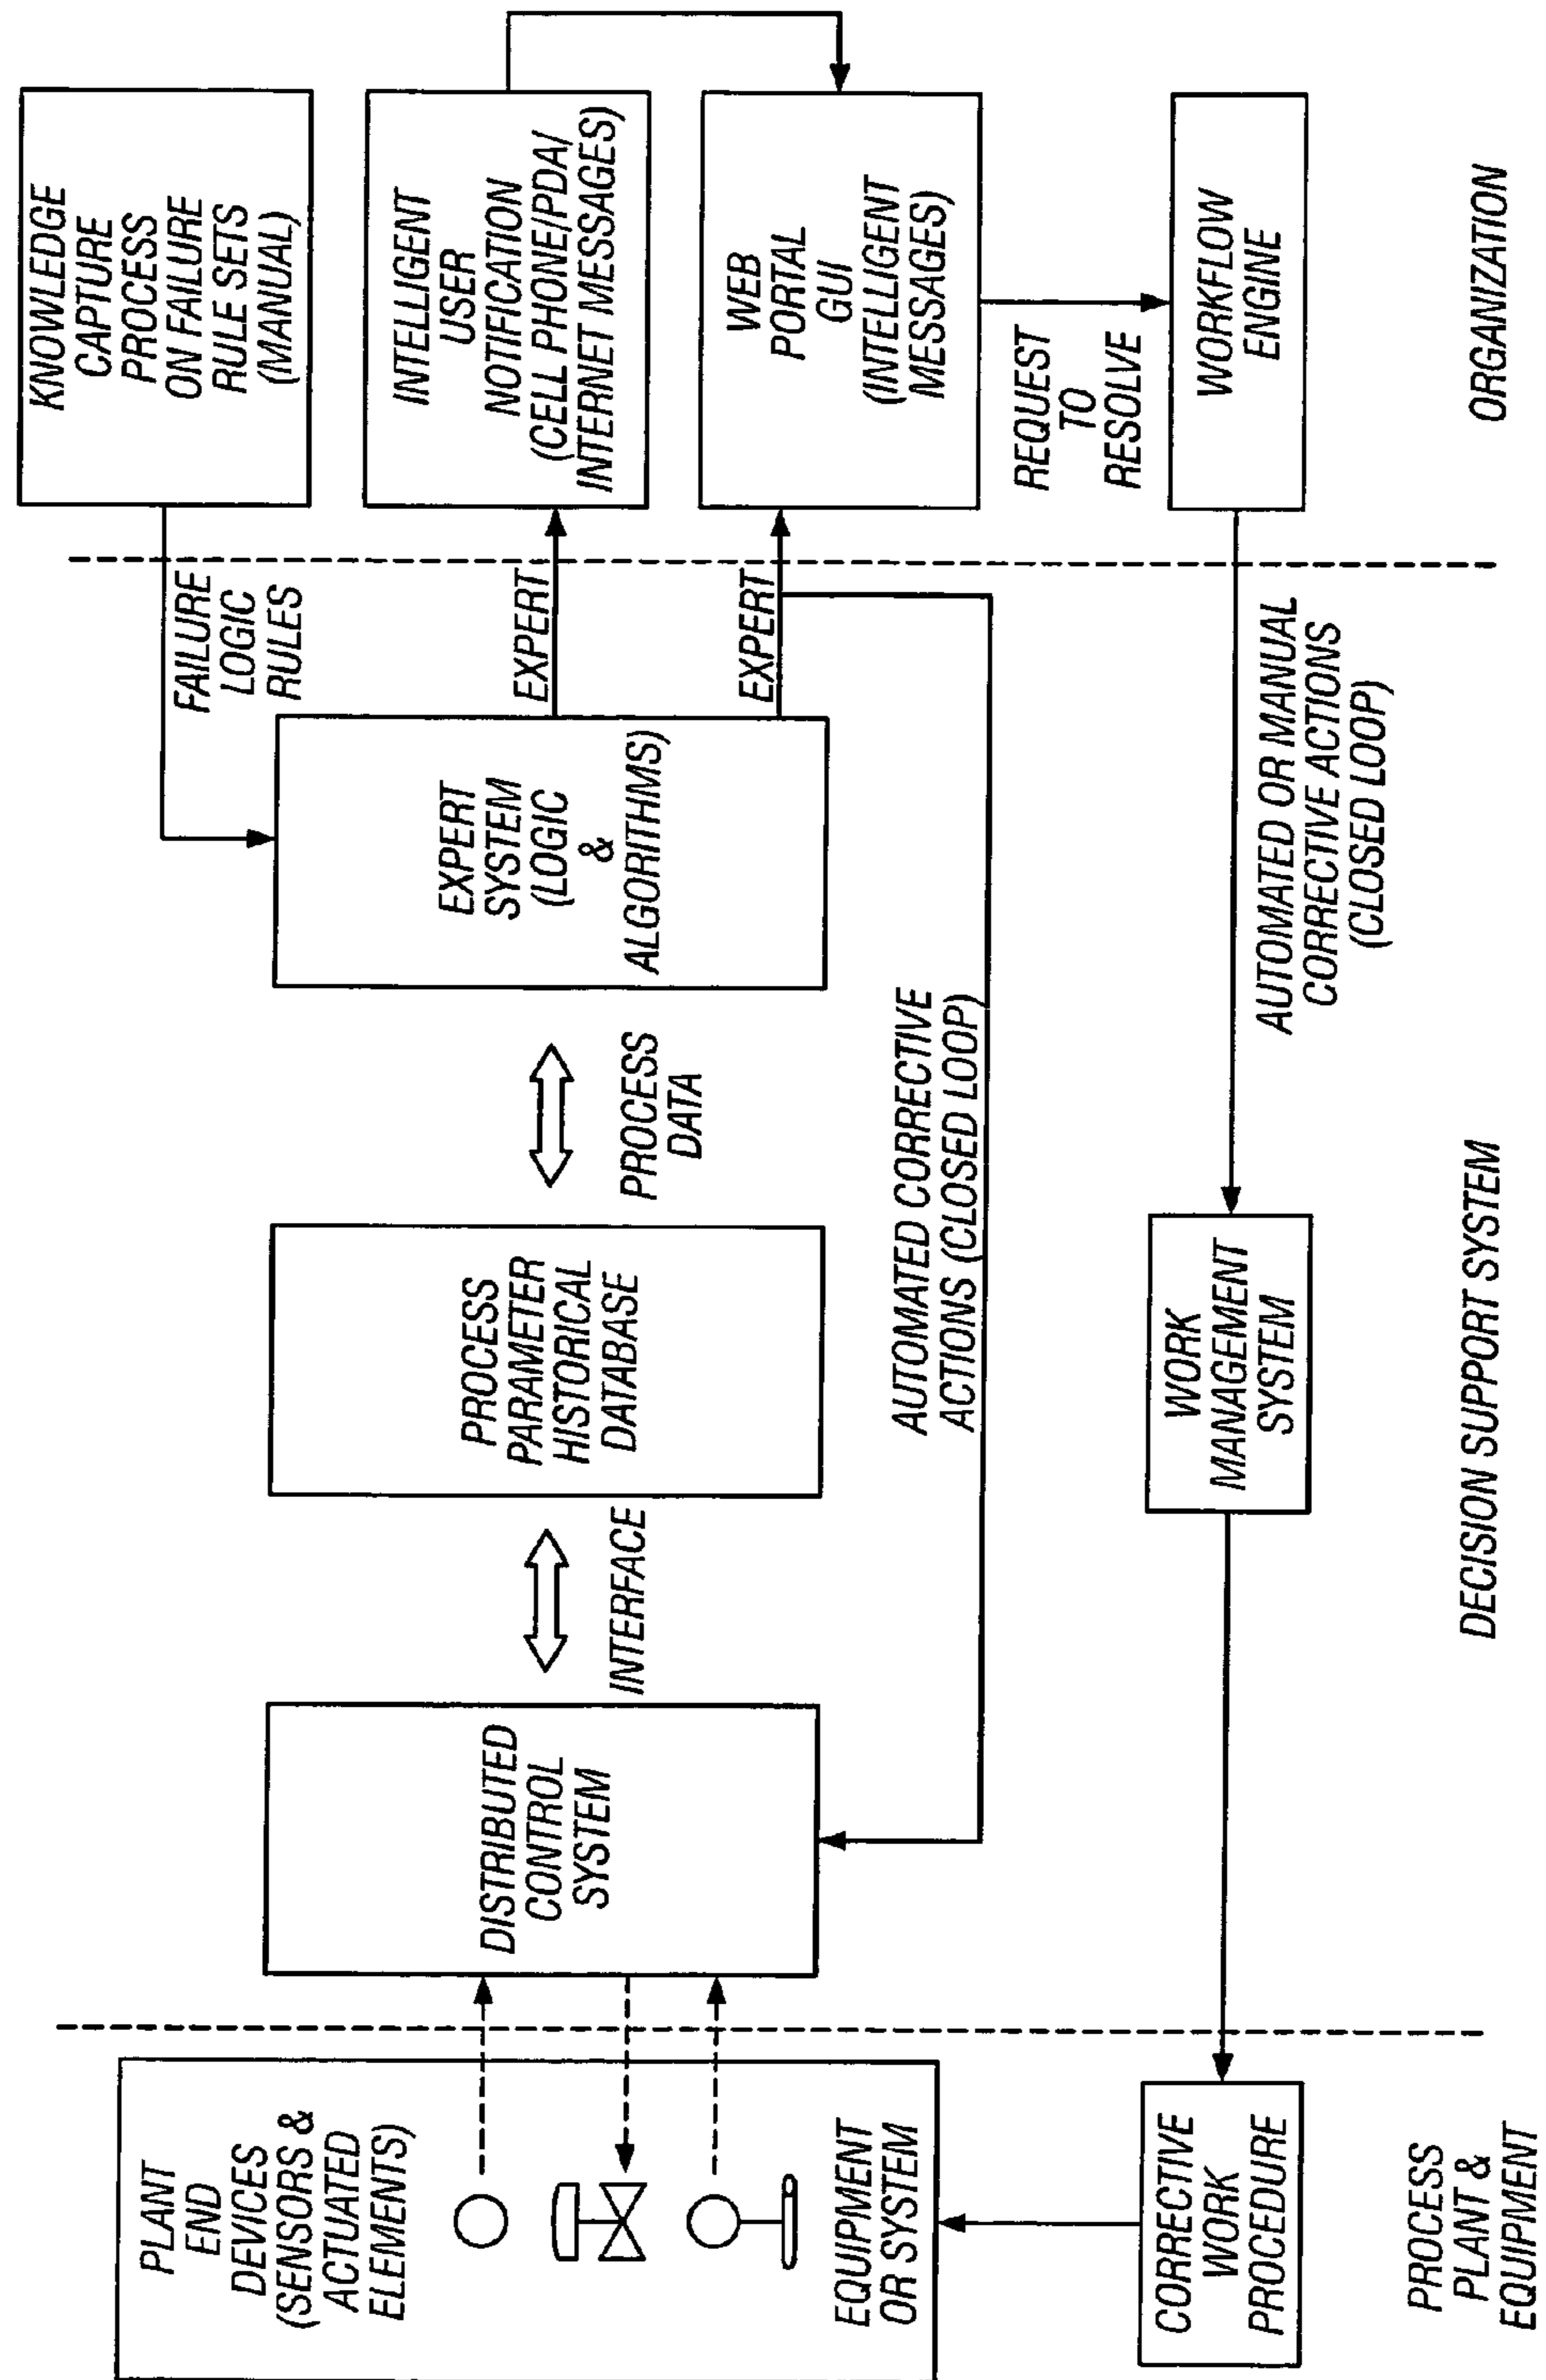 PLANT
END
DEVICES
(SENSORS &
ACTUATED
ELEMENTS)
EQUIPMENT
OR SYSTEM
DISTRIBUTED
CONTROL
SYSTEM
INTERFACE
PROCESS
PARAMETER
HISTORICAL
DATABASE
PROCESS
DATA
EXPERT
SYSTEM
(LOGIC
&
ALGORITHMS)
FAILURE
LOGIC
RULES
EXPERT
EXPERT
KNOWLEDGE
CAPTURE
PROCESS
ON FAILURE
RULE SETS
(MANUAL)
INTELLIGENT
USER
NOTIFICATION
(CELL PHONE/PDA/
INTERNET MESSAGES)
WEB
PORTAL
GUI
(INTELLIGENT
MESSAGES)
REQUEST
TO
RESOLVE
AUTOMATED CORRECTIVE
ACTIONS (CLOSED LOOP)
CORRECTIVE
WORK
PROCEDURE
WORK
MANAGEMENT
SYSTEM
AUTOMATED OR MANUAL
CORRECTIVE ACTIONS
(CLOSED LOOP)
WORKFLOW
ENGINE
PROCESS
PLANT &
EQUIPMENT
DECISION SUPPORT SYSTEM
ORGANIZATION